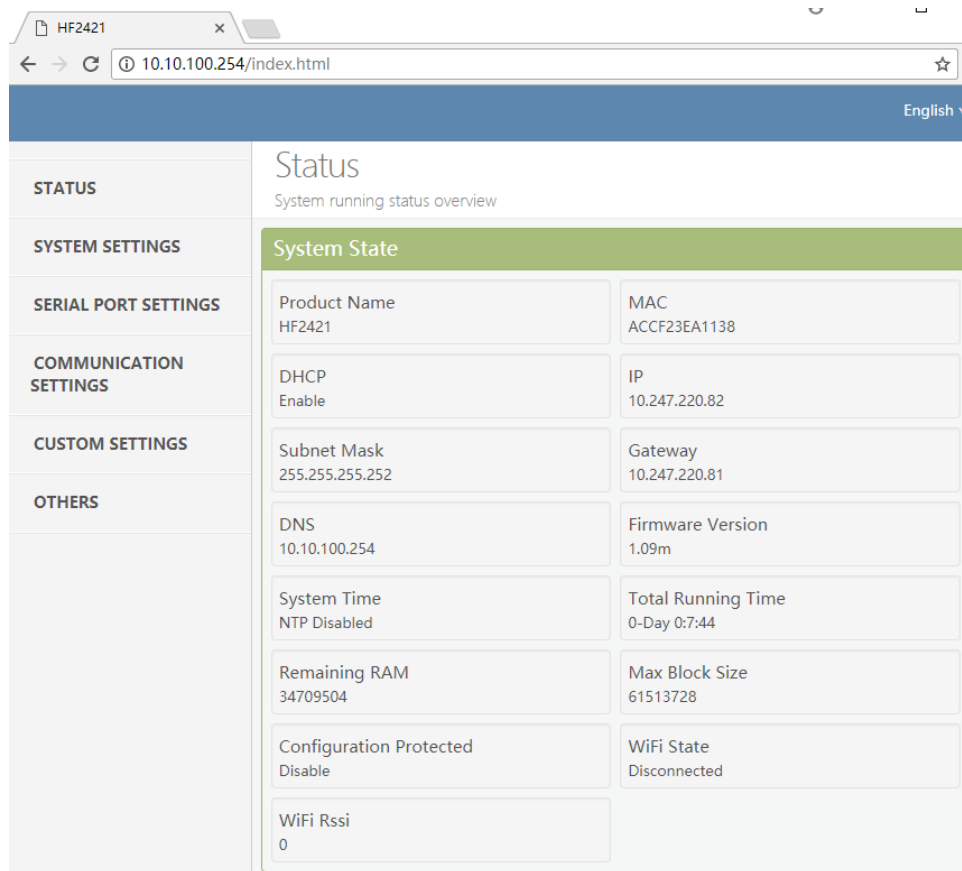 HF2421
10.10.100.254/index.html
English
STATUS
SYSTEM SETTINGS
SERIAL PORT SETTINGS
COMMUNICATION
SETTINGS
CUSTOM SETTINGS
OTHERS
Status
System running status overview
System State
Product Name
HF2421
MAC
ACCF23EA1138
DHCP
Enable
IP
10.247.220.82
Subnet Mask
255.255.255.252
Gateway
10.247.220.81
DNS
10.10.100.254
Firmware Version
1.09m
System Time
NTP Disabled
Total Running Time
0-Day 0:7:44
Remaining RAM
34709504
Max Block Size
61513728
Configuration Protected
Disable
WiFi State
Disconnected
WiFi Rssi
0